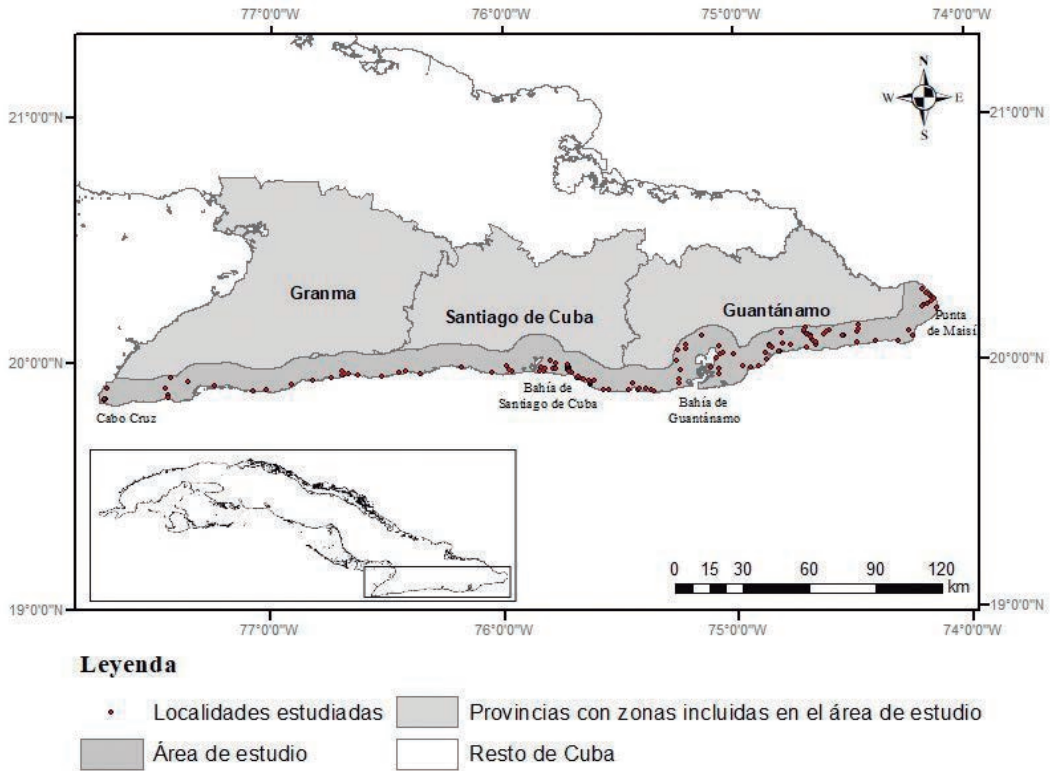 77°0'0"W 76°0'0"W 75°0'0"W 74°0'0"W
N
W E
S
21°0'0"N 21°0'0"N
Granma
Santiago de Cuba
Guantánamo
Punta
de Maisí
20°0'0"N 20°0'0"N
Cabo Cruz
Bahía de
Santiago de Cuba
Bahía de
Guantánamo
0 15 30 60 90 120
km
19°0'0"N 19°0'0"N
77°0'0"W 76°0'0"W 75°0'0"W 74°0'0"W
Leyenda
Localidades estudiadas
Provincias con zonas incluidas en el área de estudio
Área de estudio
Resto de Cuba